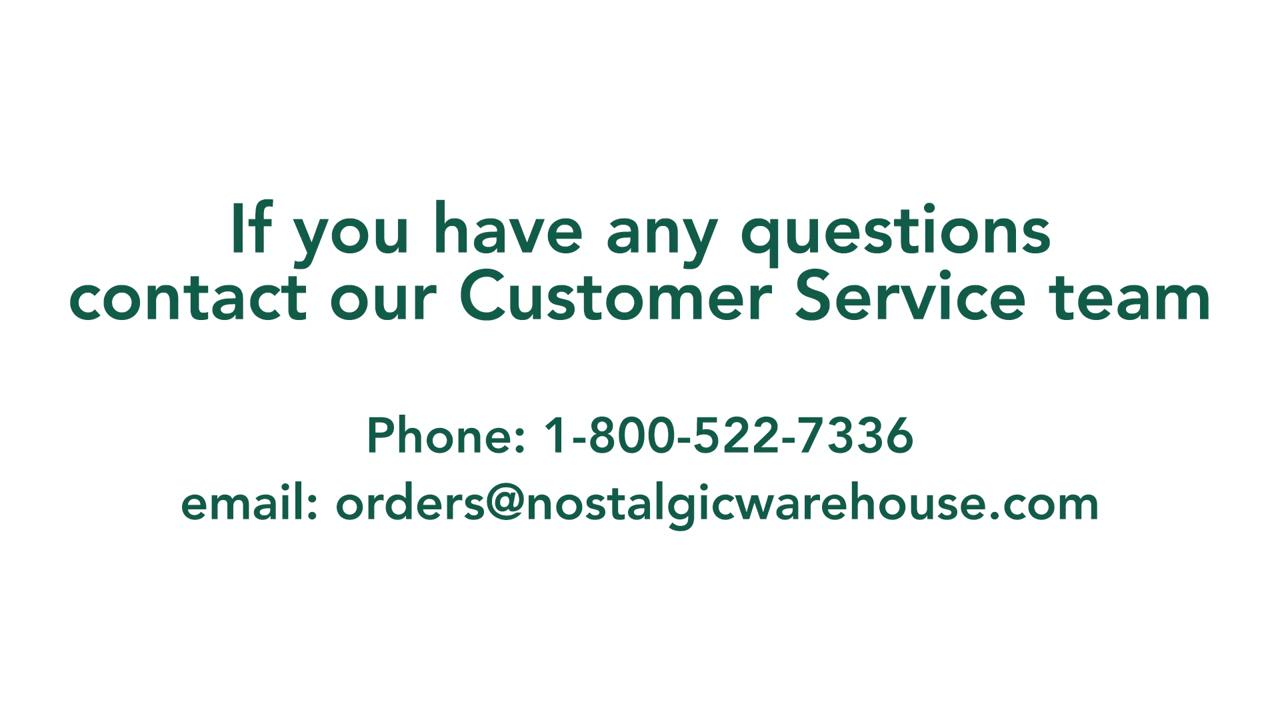 If you have any questions
contact our Customer Service team
Phone: 1-800-522-7336
email: orders@nostalgicwarehouse.com